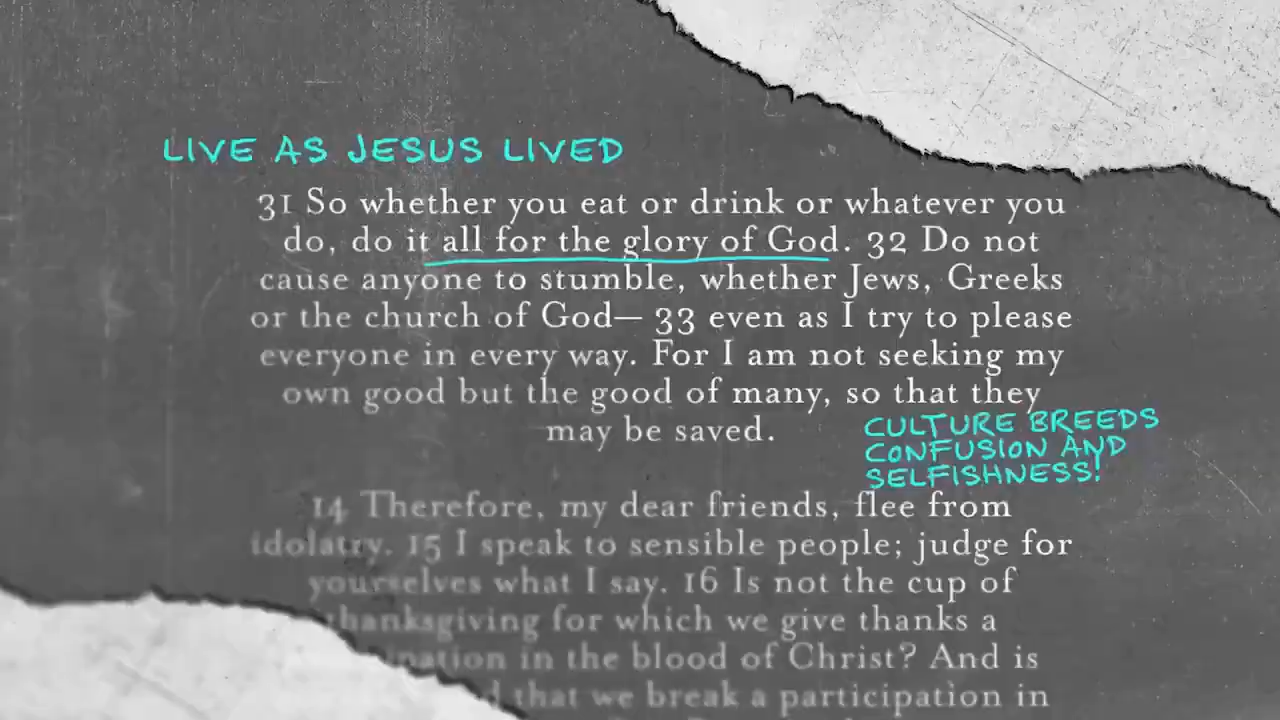 LIVE AS JESUS LIVED
31 So whether you eat or drink or whatever you
do, do it all for the glory of God. 32 Do not
cause anyone to stumble, whether Jews, Greeks
or the church of God— 33 even as I try to please
everyone in every way. For I am not seeking my
own good but the good of many, so that they
may be saved.
CULTURE BREEDS
CONFUSION AND
SELFISHNESS!
14 Therefore, my dear friends, flee from
idolatry. 15 I speak to sensible people; judge for
yourselves what I say. 16 Is not the cup of
thanksgiving for which we give thanks a
in the blood of Christ? And is
that we break a participation in